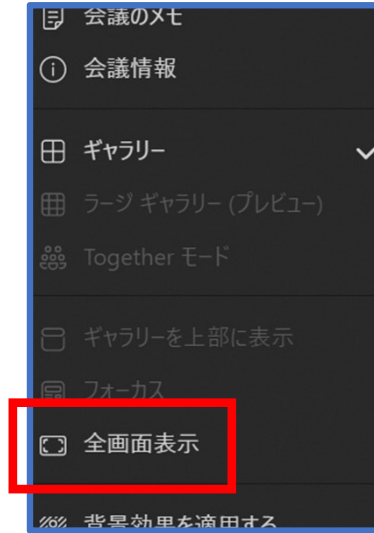 会議のメモ
会議情報
ギャラリー
ラージ ギャラリー (プレビュー)
Together モード
ギャラリーを上部に表示
フォーカス
全画面表示
背景効果を適用する